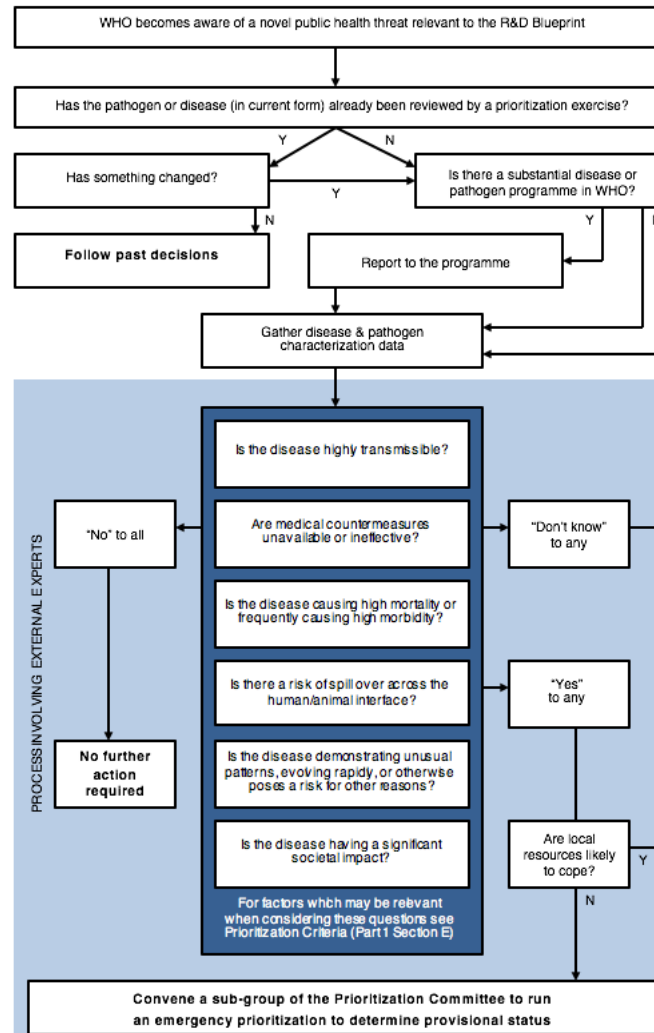 WHO becomes aware of a novel public health threat relevant to the R&D Blueprint
Has the pathogen or disease (in current form) already been reviewed by a prioritization exercise?
Y
N
Has something changed?
Y
Is there a substantial disease or
pathogen programme in WHO?
N
Y
Follow past decisions
Report to the programme
Gather disease & pathogen
characterization data
PROCESS INVOLVING EXTERNAL EXPERTS
Is the disease highly transmissible?
"No" to all
Are medical countermeasures
unavailable or ineffective?
"Don't know"
to any
Is the disease causing high mortality or
frequently causing high morbidity?
Is there a risk of spill over across the
human/animal interface?
"Yes"
to any
No further
action
required
Is the disease demonstrating unusual
patterns, evolving rapidly, or otherwise
poses a risk for other reasons?
Is the disease having a significant
societal impact?
Are local
resources likely
to cope?
Y
N
For factors which may be relevant
when considering these questions see
Prioritization Criteria (Part 1 Section E)
Convene a sub-group of the Prioritization Committee to run
an emergency prioritization to determine provisional status